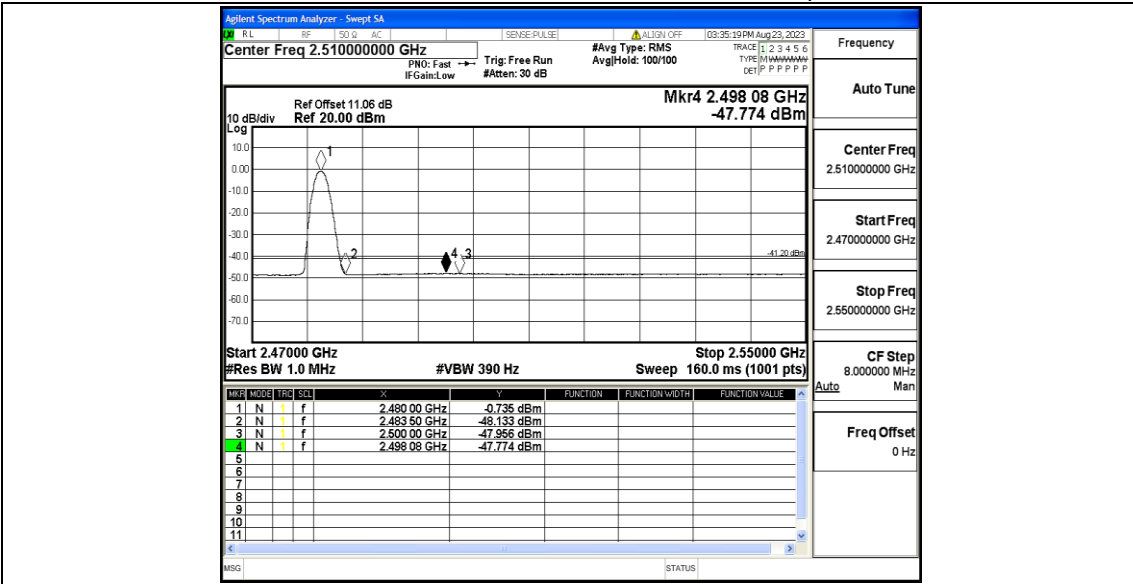 Agilent Spectrum Analyzer - Swept SA
RL RF 50 Ω AC SENSE:PULSE ALIGN OFF 03:35:19 PM Aug 23, 2023
Center Freq 2.510000000 GHz
PNO: Fast
IFGain:Low
Trig: Free Run
#Atten: 30 dB
#Avg Type: RMS
Avg|Hold: 100/100
TRACE 1 2 3 4 5 6
TYPE M WWWWW
DET P P P P P P
Mkr4 2.498 08 GHz
-47.774 dBm
Ref Offset 11.06 dB
10 dB/div Ref 20.00 dBm
Log
10.0
0.00
-10.0
-20.0
-30.0
-40.0
-50.0
-60.0
-70.0
1
2
4 3
-41.20 dBm
Start 2.47000 GHz Stop 2.55000 GHz
#Res BW 1.0 MHz #VBW 390 Hz Sweep 160.0 ms (1001 pts)
MKR MODE TRC SCL X Y FUNCTION FUNCTION WIDTH FUNCTION VALUE
1 N 1 f 2.480 00 GHz -0.735 dBm
2 N 1 f 2.483 50 GHz -48.133 dBm
3 N 1 f 2.500 00 GHz -47.956 dBm
4 N 1 f 2.498 08 GHz -47.774 dBm
5
6
7
8
9
10
11
MSG STATUS
Frequency
Auto Tune
Center Freq
2.510000000 GHz
Start Freq
2.470000000 GHz
Stop Freq
2.550000000 GHz
CF Step
8.000000 MHz
Auto Man
Freq Offset
0 Hz